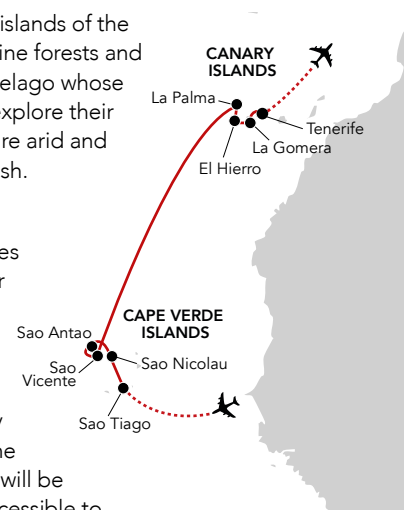 islands of the
ine forests and
elago whose
explore their
re arid and
sh.
es
r
y
ne
will be
ccessible to
CANARY
ISLANDS
La Palma
Tenerife
La Gomera
El Hierro
CAPE VERDE
ISLANDS
Sao Antao
Sao
Vicente
Sao Nicolau
Sao Tiago